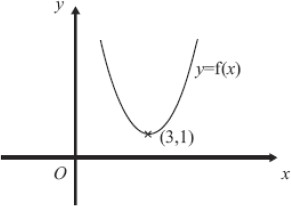 y
y=f(x)
(3,1)
O
x